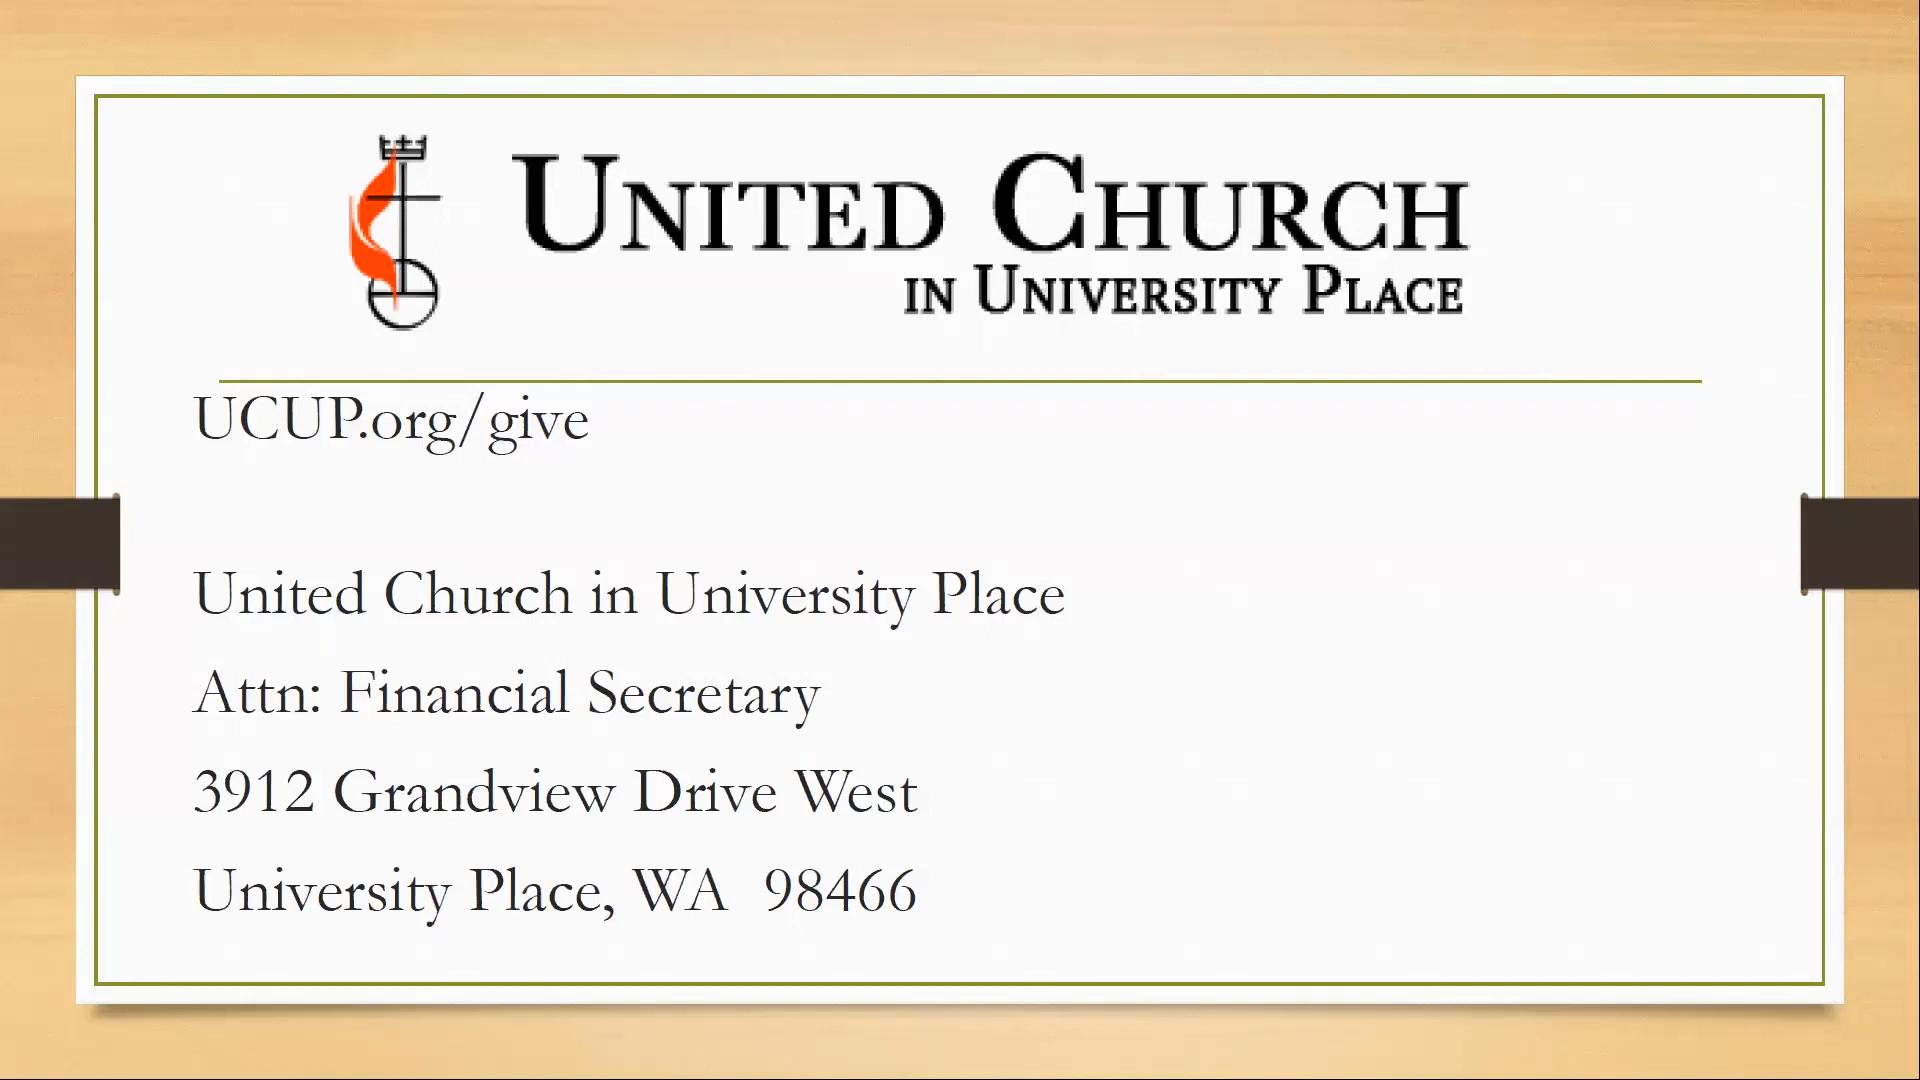 UNITED CHURCH
IN UNIVERSITY PLACE
UCUP.org/give
United Church in University Place
Attn: Financial Secretary
3912 Grandview Drive West
University Place, WA  98466